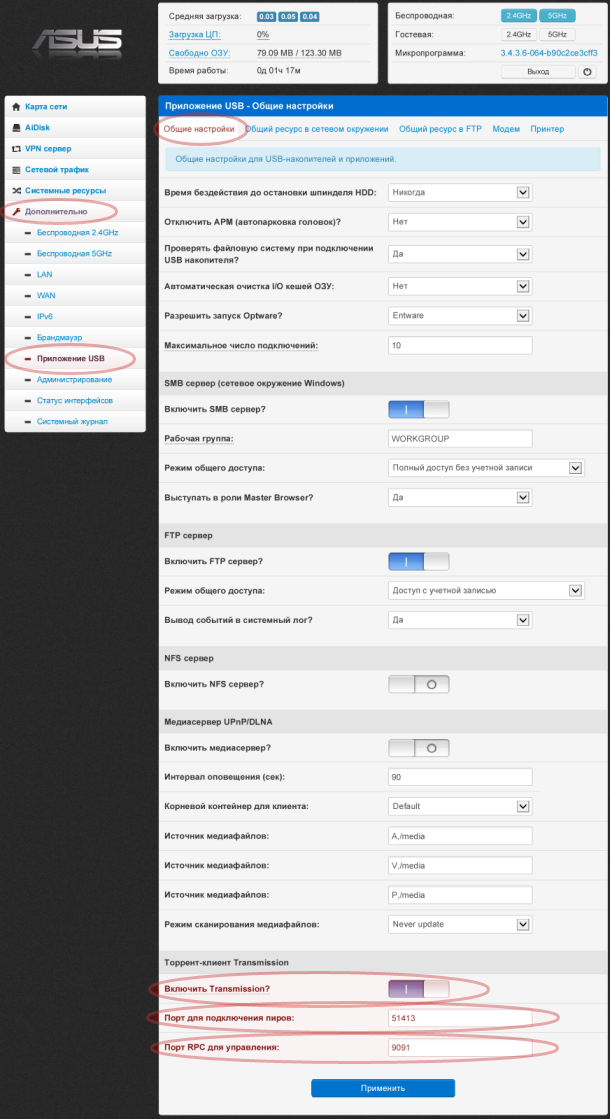 ASUS
Средняя загрузка: 0.03 0.05 0.04
Загрузка ЦП: 0%
Свободно ОЗУ: 79.09 MB / 123.30 MB
Время работы: 0д 01ч 17м
Беспроводная: 2.4GHz 5GHz
Гостевая: 2.4GHz 5GHz
Микропрограмма: 3.4.3.6-064-b90c2ce3cff3
Выход
Карта сети
AiDisk
VPN сервер
Сетевой трафик
Системные ресурсы
Дополнительно
Беспроводная 2.4GHz
Беспроводная 5GHz
LAN
WAN
IPv6
Брандмауэр
Приложение USB
Администрирование
Статус интерфейсов
Системный журнал
Приложение USB - Общие настройки
Общие настройки Общий ресурс в сетевом окружении Общий ресурс в FTP Модем Принтер
Общие настройки для USB-накопителей и приложений.
Время бездействия до остановки шпинделя HDD: Никогда
Отключить APM (автопарковка головок)? Нет
Проверять файловую систему при подключении
USB накопителя? Да
Автоматическая очистка I/O кешей ОЗУ: Нет
Разрешить запуск Optware? Entware
Максимальное число подключений: 10
SMB сервер (сетевое окружение Windows)
Включить SMB сервер?
Рабочая группа: WORKGROUP
Режим общего доступа: Полный доступ без учетной записи
Выступать в роли Master Browser? Да
FTP сервер
Включить FTP сервер?
Режим общего доступа: Доступ с учетной записью
Вывод событий в системный лог? Да
NFS сервер
Включить NFS сервер?
Медиасервер UPnP/DLNA
Включить медиасервер?
Интервал оповещения (сек): 90
Корневой контейнер для клиента: Default
Источник медиафайлов: A,/media
Источник медиафайлов: V,/media
Источник медиафайлов: P,/media
Режим сканирования медиафайлов: Never update
Торрент-клиент Transmission
Включить Transmission?
Порт для подключения пиров: 51413
Порт RPC для управления: 9091
Применить